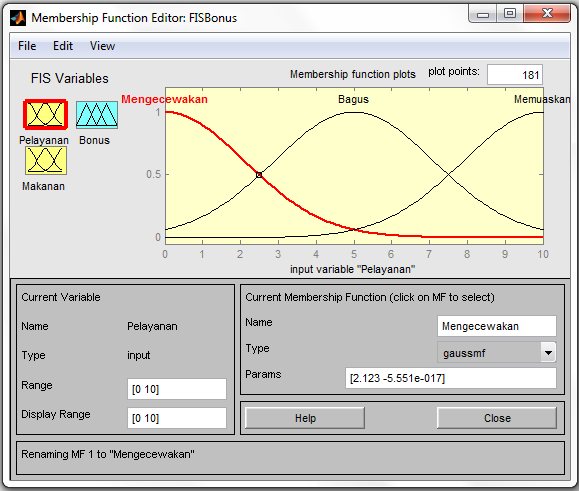 Membership Function Editor: FISBonus
File Edit View
FIS Variables
Membership function plots plot points: 181
Mengecewakan Bagus Memuaskan
Pelayanan Bonus
Makanan
1
0.5
0
0 1 2 3 4 5 6 7 8 9 10
input variable "Pelayanan"
Current Variable
Name Pelayanan
Type input
Range [0 10]
Display Range [0 10]
Current Membership Function (click on MF to select)
Name Mengecewakan
Type gaussmf
Params [2.123 -5.551e-017]
Help Close
Renaming MF 1 to "Mengecewakan"